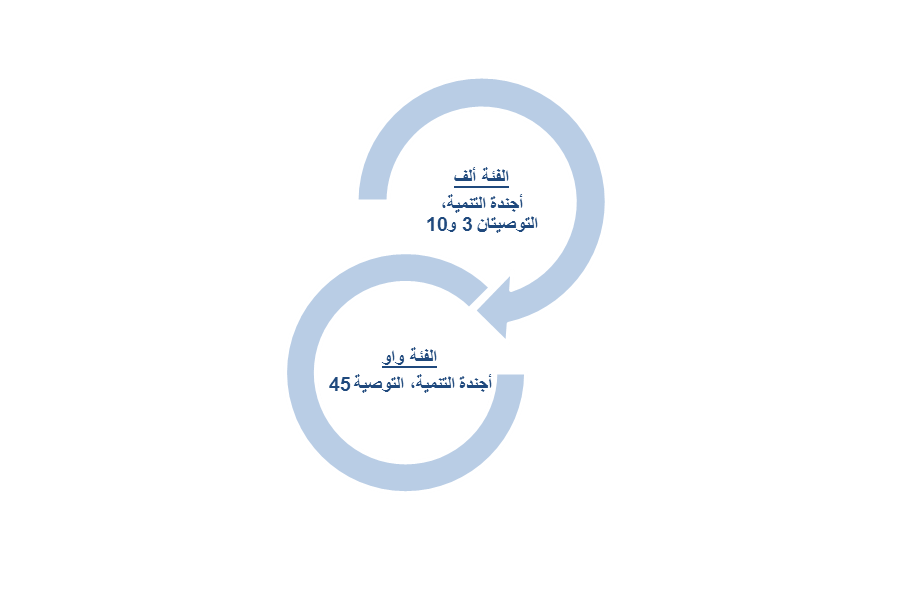 الفئة ألف
أجندة التنمية،
التوصيتان 3 و10
الفئة واو
أجندة التنمية، التوصية 45